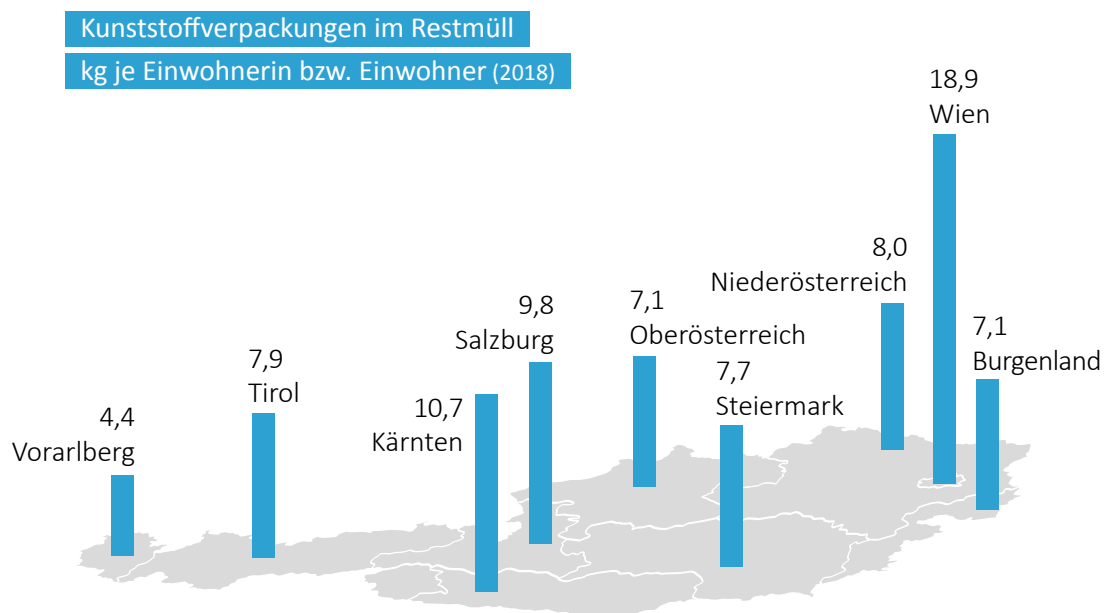 Kunststoffverpackungen im Restmüll
kg je Einwohnerin bzw. Einwohner (2018)
18,9
Wien
8,0
Niederösterreich
9,8
Salzburg
7,1
Oberösterreich
7,1
Burgenland
7,9
Tirol
7,7
Steiermark
10,7
Kärnten
4,4
Vorarlberg